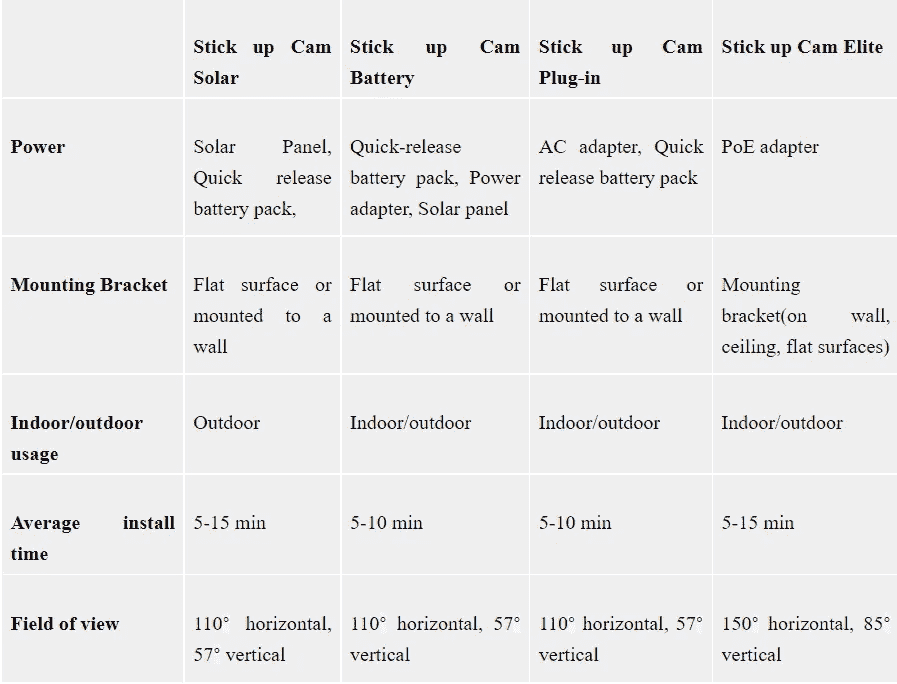 Stick up Cam Solar
Stick up Cam Battery
Stick up Cam Plug-in
Stick up Cam Elite
Power
Solar Panel,
Quick release
battery pack,
Quick-release
battery pack, Power
adapter, Solar panel
AC adapter, Quick
release battery pack
PoE adapter
Mounting Bracket
Flat surface or
mounted to a
wall
Flat surface or
mounted to a wall
Flat surface or
mounted to a wall
Mounting
bracket(on wall,
ceiling, flat surfaces)
Indoor/outdoor
usage
Outdoor
Indoor/outdoor
Indoor/outdoor
Indoor/outdoor
Average install
time
5-15 min
5-10 min
5-10 min
5-15 min
Field of view
110° horizontal,
57° vertical
110° horizontal, 57°
vertical
110° horizontal, 57°
vertical
150° horizontal, 85°
vertical